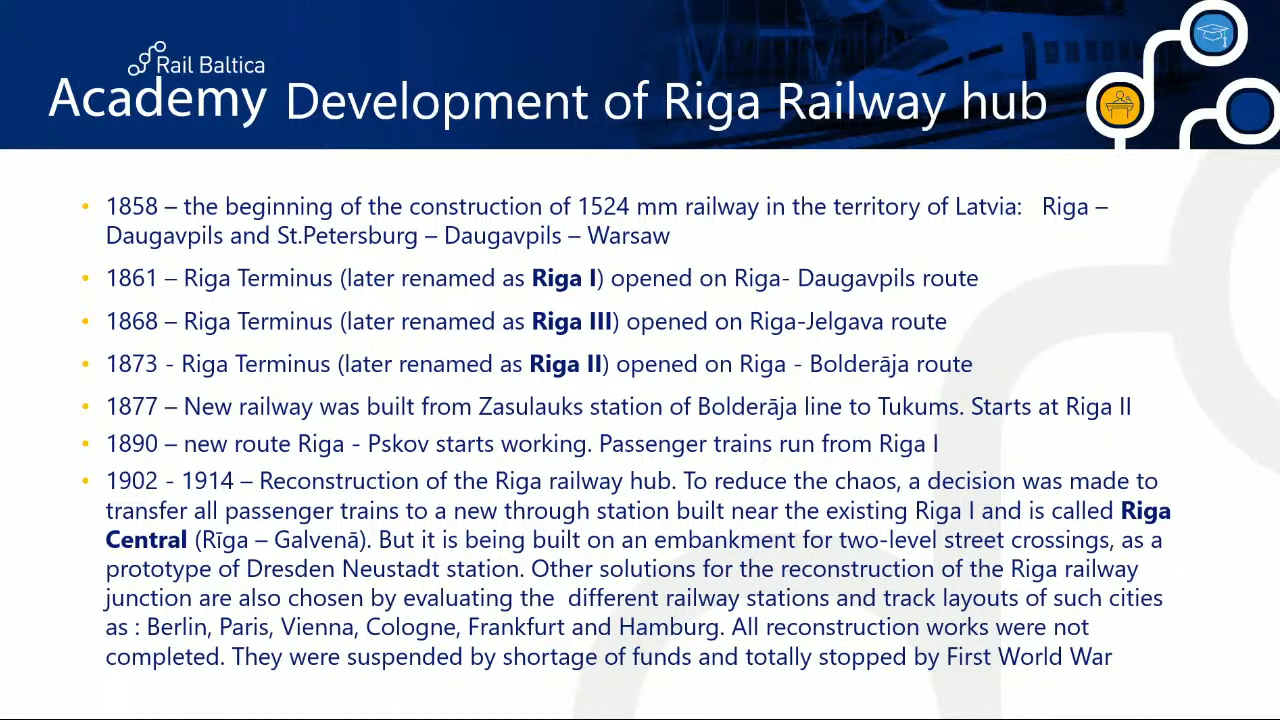 Rail Baltica
Academy Development of Riga Railway hub
• 1858 – the beginning of the construction of 1524 mm railway in the territory of Latvia: Riga –
Daugavpils and St.Petersburg – Daugavpils – Warsaw
• 1861 – Riga Terminus (later renamed as Riga I) opened on Riga- Daugavpils route
• 1868 – Riga Terminus (later renamed as Riga III) opened on Riga-Jelgava route
• 1873 - Riga Terminus (later renamed as Riga II) opened on Riga - Bolderāja route
• 1877 – New railway was built from Zasulauks station of Bolderāja line to Tukums. Starts at Riga II
• 1890 – new route Riga - Pskov starts working. Passenger trains run from Riga I
• 1902 - 1914 – Reconstruction of the Riga railway hub. To reduce the chaos, a decision was made to
transfer all passenger trains to a new through station built near the existing Riga I and is called Riga
Central (Rīga – Galvenā). But it is being built on an embankment for two-level street crossings, as a
prototype of Dresden Neustadt station. Other solutions for the reconstruction of the Riga railway
junction are also chosen by evaluating the different railway stations and track layouts of such cities
as : Berlin, Paris, Vienna, Cologne, Frankfurt and Hamburg. All reconstruction works were not
completed. They were suspended by shortage of funds and totally stopped by First World War